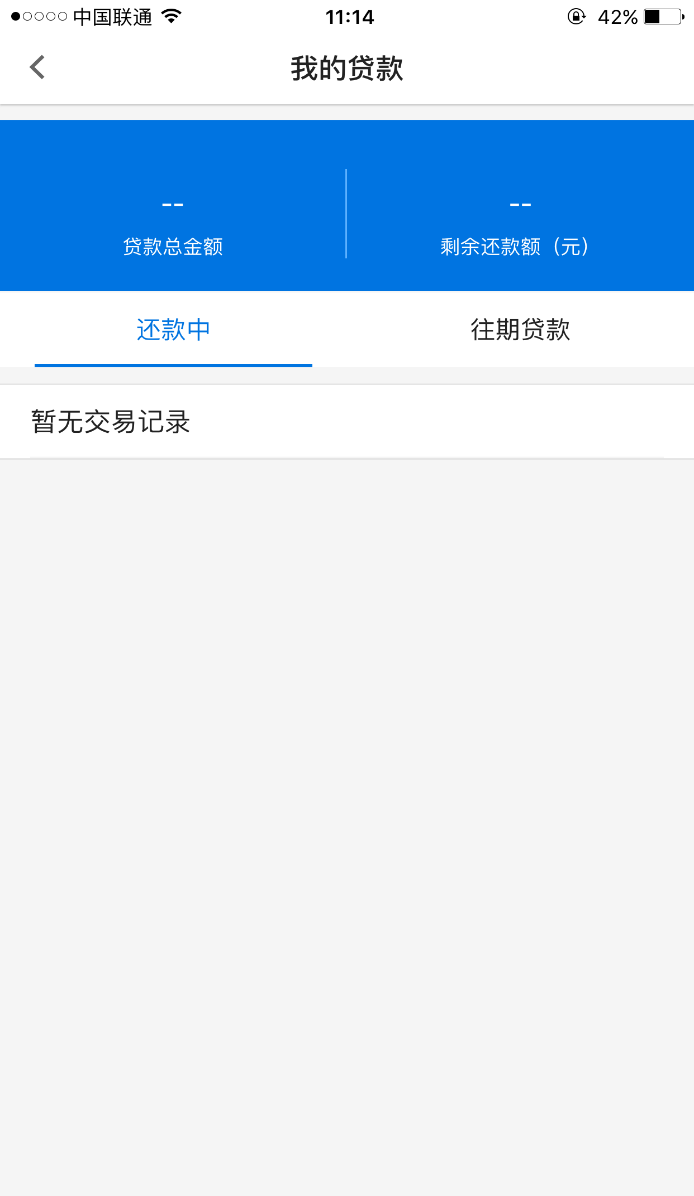 中国联通 11:14 42%
我的贷款
-- --
贷款总金额 剩余还款额（元）
还款中 往期贷款
暂无交易记录